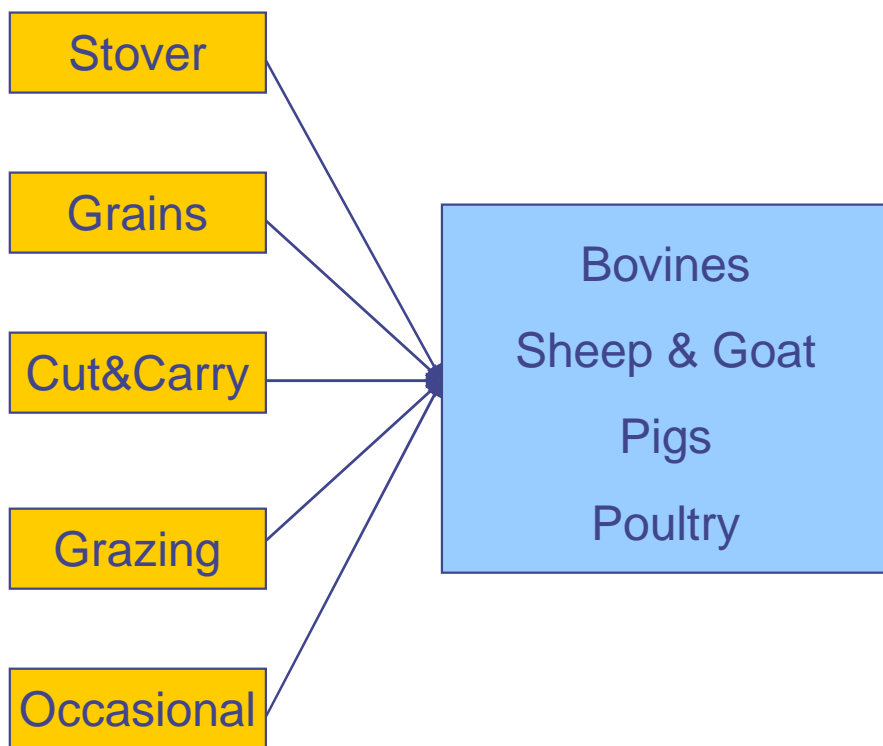 Stover
Grains
Cut&Carry
Grazing
Occasional
Bovines
Sheep & Goat
Pigs
Poultry